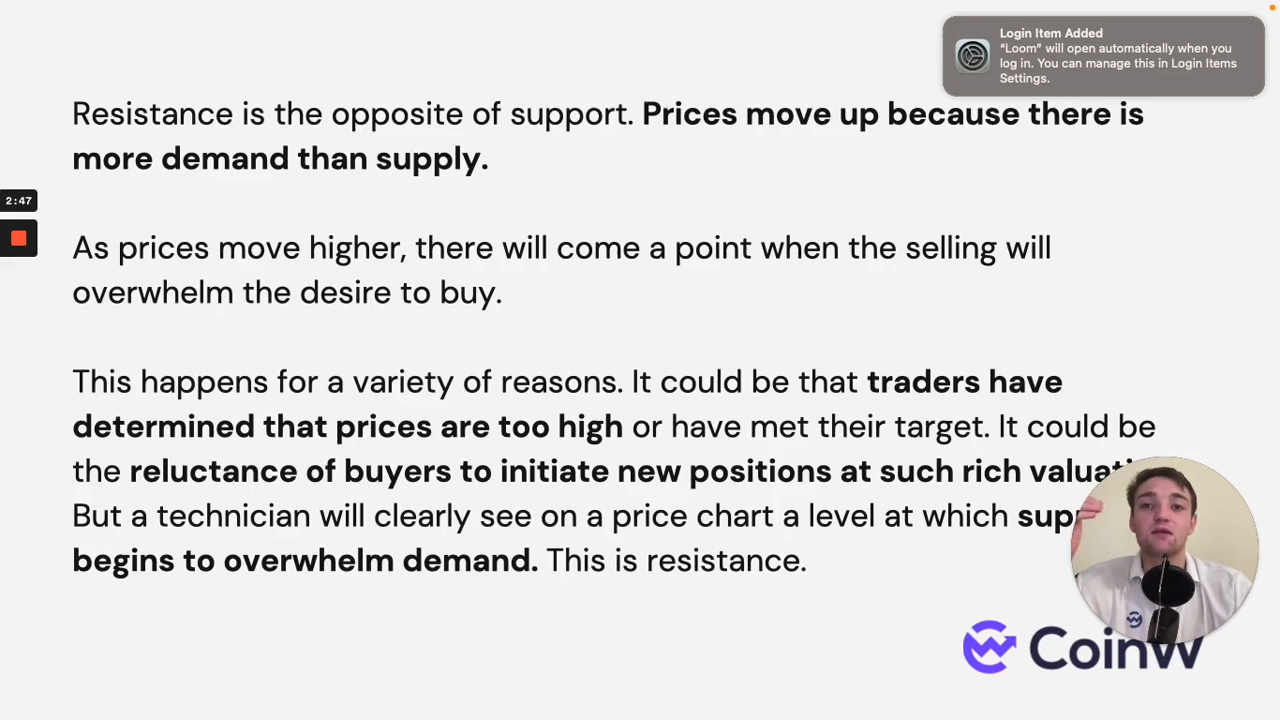 Login Item Added
“Loom” will open automatically when you
log in. You can manage this in Login Items
Settings.
Resistance is the opposite of support. Prices move up because there is
more demand than supply.
2:47
As prices move higher, there will come a point when the selling will
overwhelm the desire to buy.
This happens for a variety of reasons. It could be that traders have
determined that prices are too high or have met their target. It could be
the reluctance of buyers to initiate new positions at such rich
But a technician will clearly see on a price chart a level at which
begins to overwhelm demand. This is resistance.
CoinW